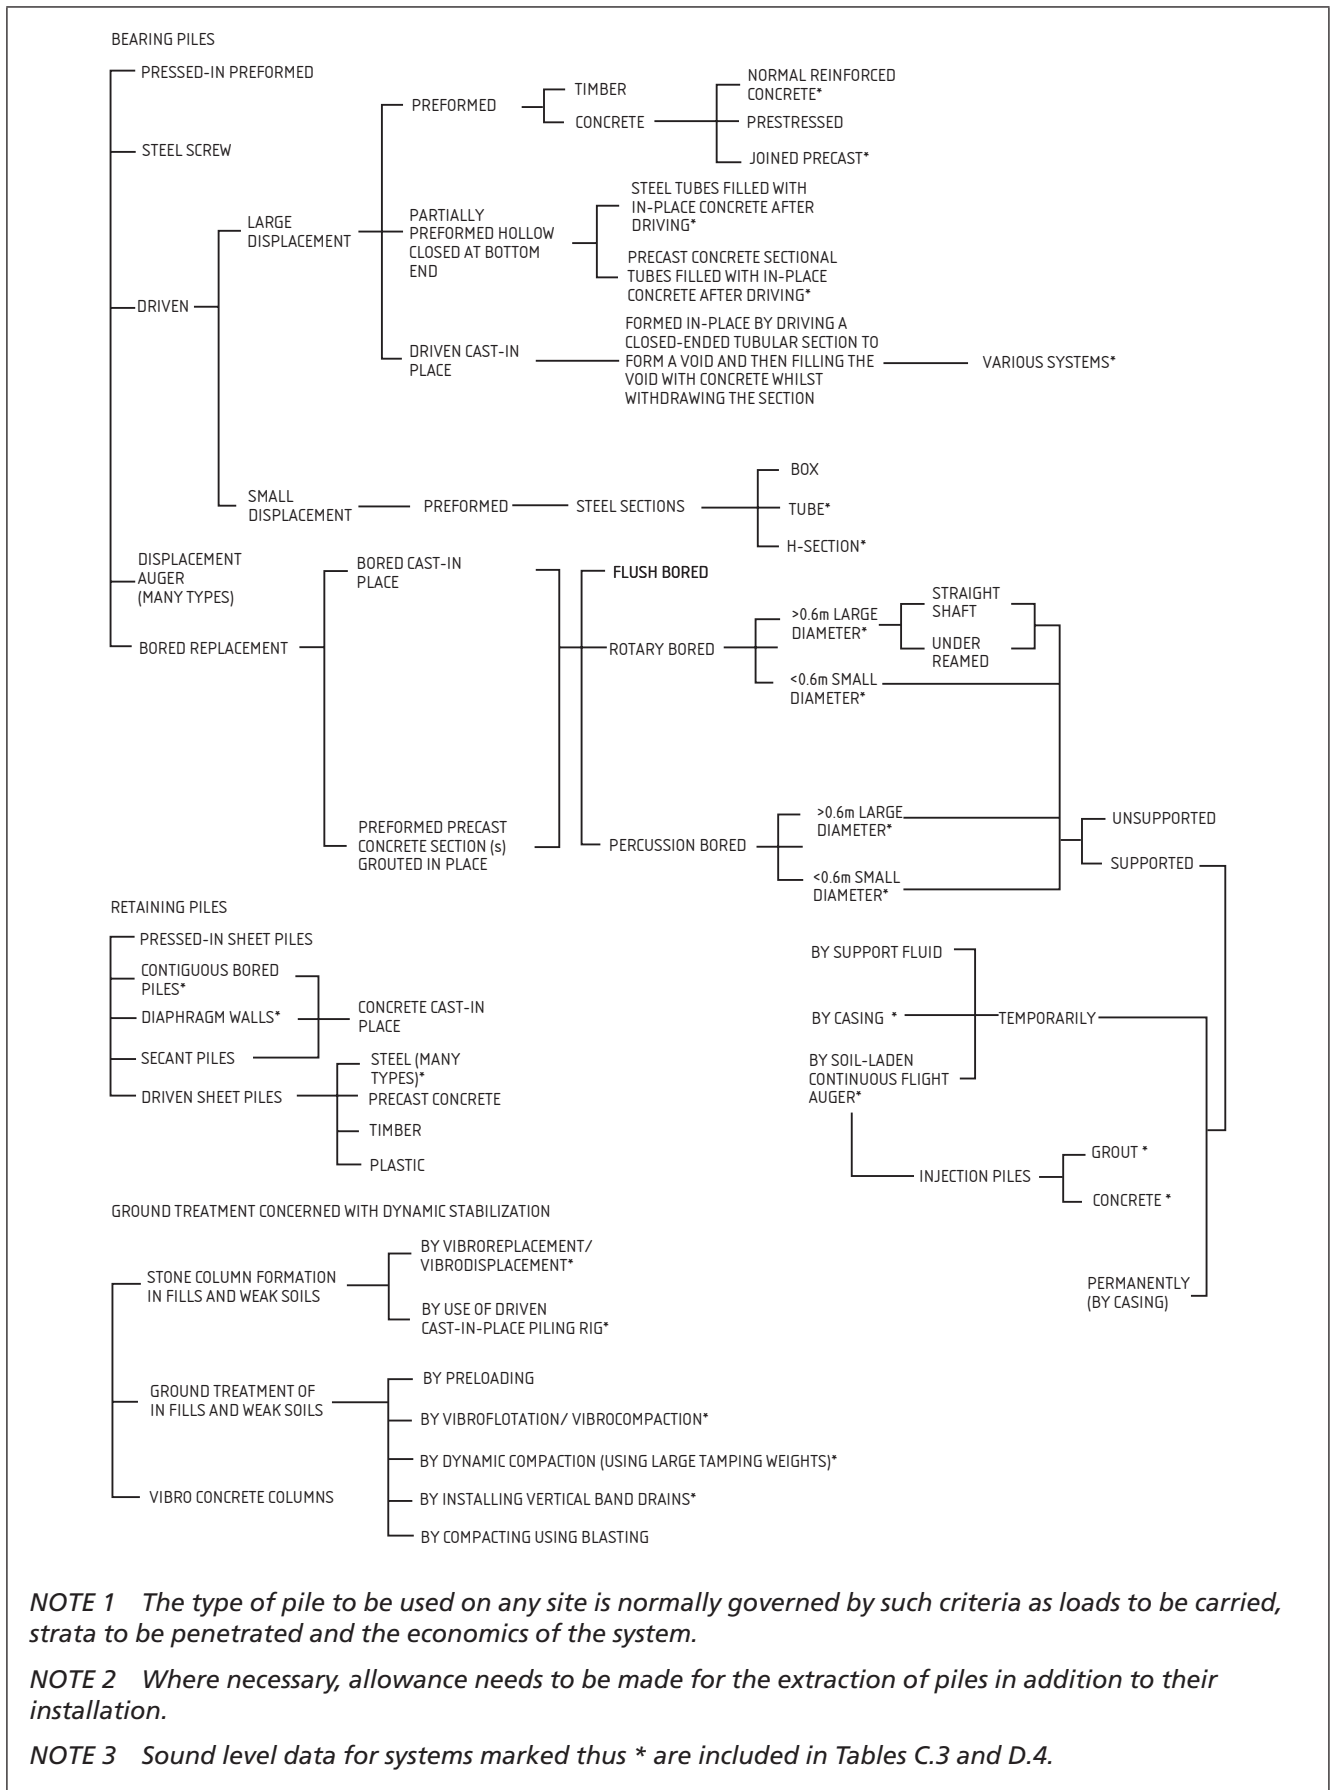 BEARING PILES
PRESSED-IN PREFORMED
STEEL SCREW
DRIVEN
LARGE
DISPLACEMENT
PREFORMED
TIMBER
CONCRETE
NORMAL REINFORCED
CONCRETE*
PRESTRESSED
JOINED PRECAST*
PARTIALLY
PREFORMED HOLLOW
CLOSED AT BOTTOM
END
STEEL TUBES FILLED WITH
IN-PLACE CONCRETE AFTER
DRIVING*
PRECAST CONCRETE SECTIONAL
TUBES FILLED WITH IN-PLACE
CONCRETE AFTER DRIVING*
DRIVEN CAST-IN
PLACE
FORMED IN-PLACE BY DRIVING A
CLOSED-ENDED TUBULAR SECTION TO
FORM A VOID AND THEN FILLING THE
VOID WITH CONCRETE WHILST
WITHDRAWING THE SECTION
VARIOUS SYSTEMS*
SMALL
DISPLACEMENT
PREFORMED
STEEL SECTIONS
BOX
TUBE*
H-SECTION*
DISPLACEMENT
AUGER
(MANY TYPES)
BORED REPLACEMENT
BORED CAST-IN
PLACE
PREFORMED PRECAST
CONCRETE SECTION (s)
GROUTED IN PLACE
FLUSH BORED
ROTARY BORED
>0.6m LARGE
DIAMETER*
STRAIGHT
SHAFT
UNDER
REAMED
<0.6m SMALL
DIAMETER*
PERCUSSION BORED
>0.6m LARGE
DIAMETER*
<0.6m SMALL
DIAMETER*
UNSUPPORTED
SUPPORTED
RETAINING PILES
PRESSED-IN SHEET PILES
CONTIGUOUS BORED
PILES*
DIAPHRAGM WALLS*
SECANT PILES
CONCRETE CAST-IN
PLACE
DRIVEN SHEET PILES
STEEL (MANY
TYPES)*
PRECAST CONCRETE
TIMBER
PLASTIC
BY SUPPORT FLUID
BY CASING *
BY SOIL-LADEN
CONTINUOUS FLIGHT
AUGER*
TEMPORARILY
INJECTION PILES
GROUT *
CONCRETE *
PERMANENTLY
(BY CASING)
GROUND TREATMENT CONCERNED WITH DYNAMIC STABILIZATION
STONE COLUMN FORMATION
IN FILLS AND WEAK SOILS
BY VIBROREPLACEMENT/
VIBRODISPLACEMENT*
BY USE OF DRIVEN
CAST-IN-PLACE PILING RIG*
GROUND TREATMENT OF
IN FILLS AND WEAK SOILS
BY PRELOADING
BY VIBROFLOTATION/ VIBROCOMPACTION*
BY DYNAMIC COMPACTION (USING LARGE TAMPING WEIGHTS)*
BY INSTALLING VERTICAL BAND DRAINS*
BY COMPACTING USING BLASTING
VIBRO CONCRETE COLUMNS
NOTE 1 The type of pile to be used on any site is normally governed by such criteria as loads to be carried,
strata to be penetrated and the economics of the system.
NOTE 2 Where necessary, allowance needs to be made for the extraction of piles in addition to their
installation.
NOTE 3 Sound level data for systems marked thus * are included in Tables C.3 and D.4.